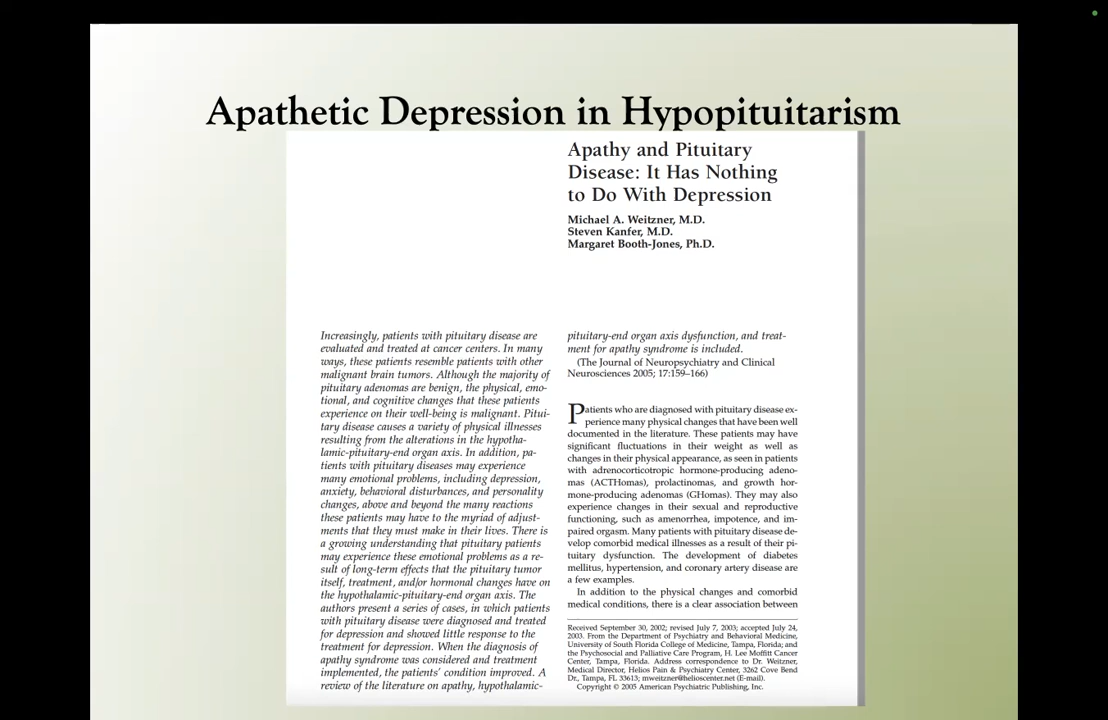 Apathetic Depression in Hypopituitarism
Apathy and Pituitary
Disease: It Has Nothing
to Do With Depression
Michael A. Weitzner, M.D.
Steven Kanfer, M.D.
Margaret Booth-Jones, Ph.D.
Increasingly, patients with pituitary disease are
evaluated and treated at cancer centers. In many
ways, these patients resemble patients with other
malignant brain tumors. Although the majority of
pituitary adenomas are benign, the physical, emo-
tional, and cognitive changes that these patients
experience on their well-being is malignant. Pitui-
tary disease causes a variety of physical illnesses
resulting from the alterations in the hypotha-
lamic-pituitary-end organ axis. In addition, pa-
tients with pituitary diseases may experience
many emotional problems, including depression,
anxiety, behavioral disturbances, and personality
changes, above and beyond the many reactions
these patients may have to the myriad of adjust-
ments that they must make in their lives. There is
a growing understanding that pituitary patients
may experience these emotional problems as a re-
sult of long-term effects that the pituitary tumor
itself, treatment, and/or hormonal changes have on
the hypothalamic-pituitary-end organ axis. The
authors present a series of cases, in which patients
with pituitary disease were diagnosed and treated
for depression and showed little response to the
treatment for depression. When the diagnosis of
apathy syndrome was considered and treatment
implemented, the patients' condition improved. A
review of the literature on apathy, hypothalamic-
pituitary-end organ axis dysfunction, and treat-
ment for apathy syndrome is included.
(The Journal of Neuropsychiatry and Clinical
Neurosciences 2005; 17:159–166)
Patients who are diagnosed with pituitary disease ex-
perience many physical changes that have been well
documented in the literature. These patients may have
significant fluctuations in their weight as well as
changes in their physical appearance, as seen in patients
with adrenocorticotropic hormone-producing adeno-
mas (ACTHomas), prolactinomas, and growth hor-
mone-producing adenomas (GHomas). They may also
experience changes in their sexual and reproductive
functioning, such as amenorrhea, impotence, and im-
paired orgasm. Many patients with pituitary disease de-
velop comorbid medical illnesses as a result of their pi-
tuitary dysfunction. The development of diabetes
mellitus, hypertension, and coronary artery disease are
a few examples.
In addition to the physical changes and comorbid
medical conditions, there is a clear association between
Received September 30, 2002; revised July 7, 2003; accepted July 24,
2003. From the Department of Psychiatry and Behavioral Medicine,
University of South Florida College of Medicine, Tampa, Florida; and
the Psychosocial and Palliative Care Program, H. Lee Moffitt Cancer
Center, Tampa, Florida. Address correspondence to Dr. Weitzner,
Medical Director, Helios Pain & Psychiatry Center, 3262 Cove Bend
Dr., Tampa, FL 33613; mweitzner@helioscenter.net (E-mail).
Copyright © 2005 American Psychiatric Publishing, Inc.